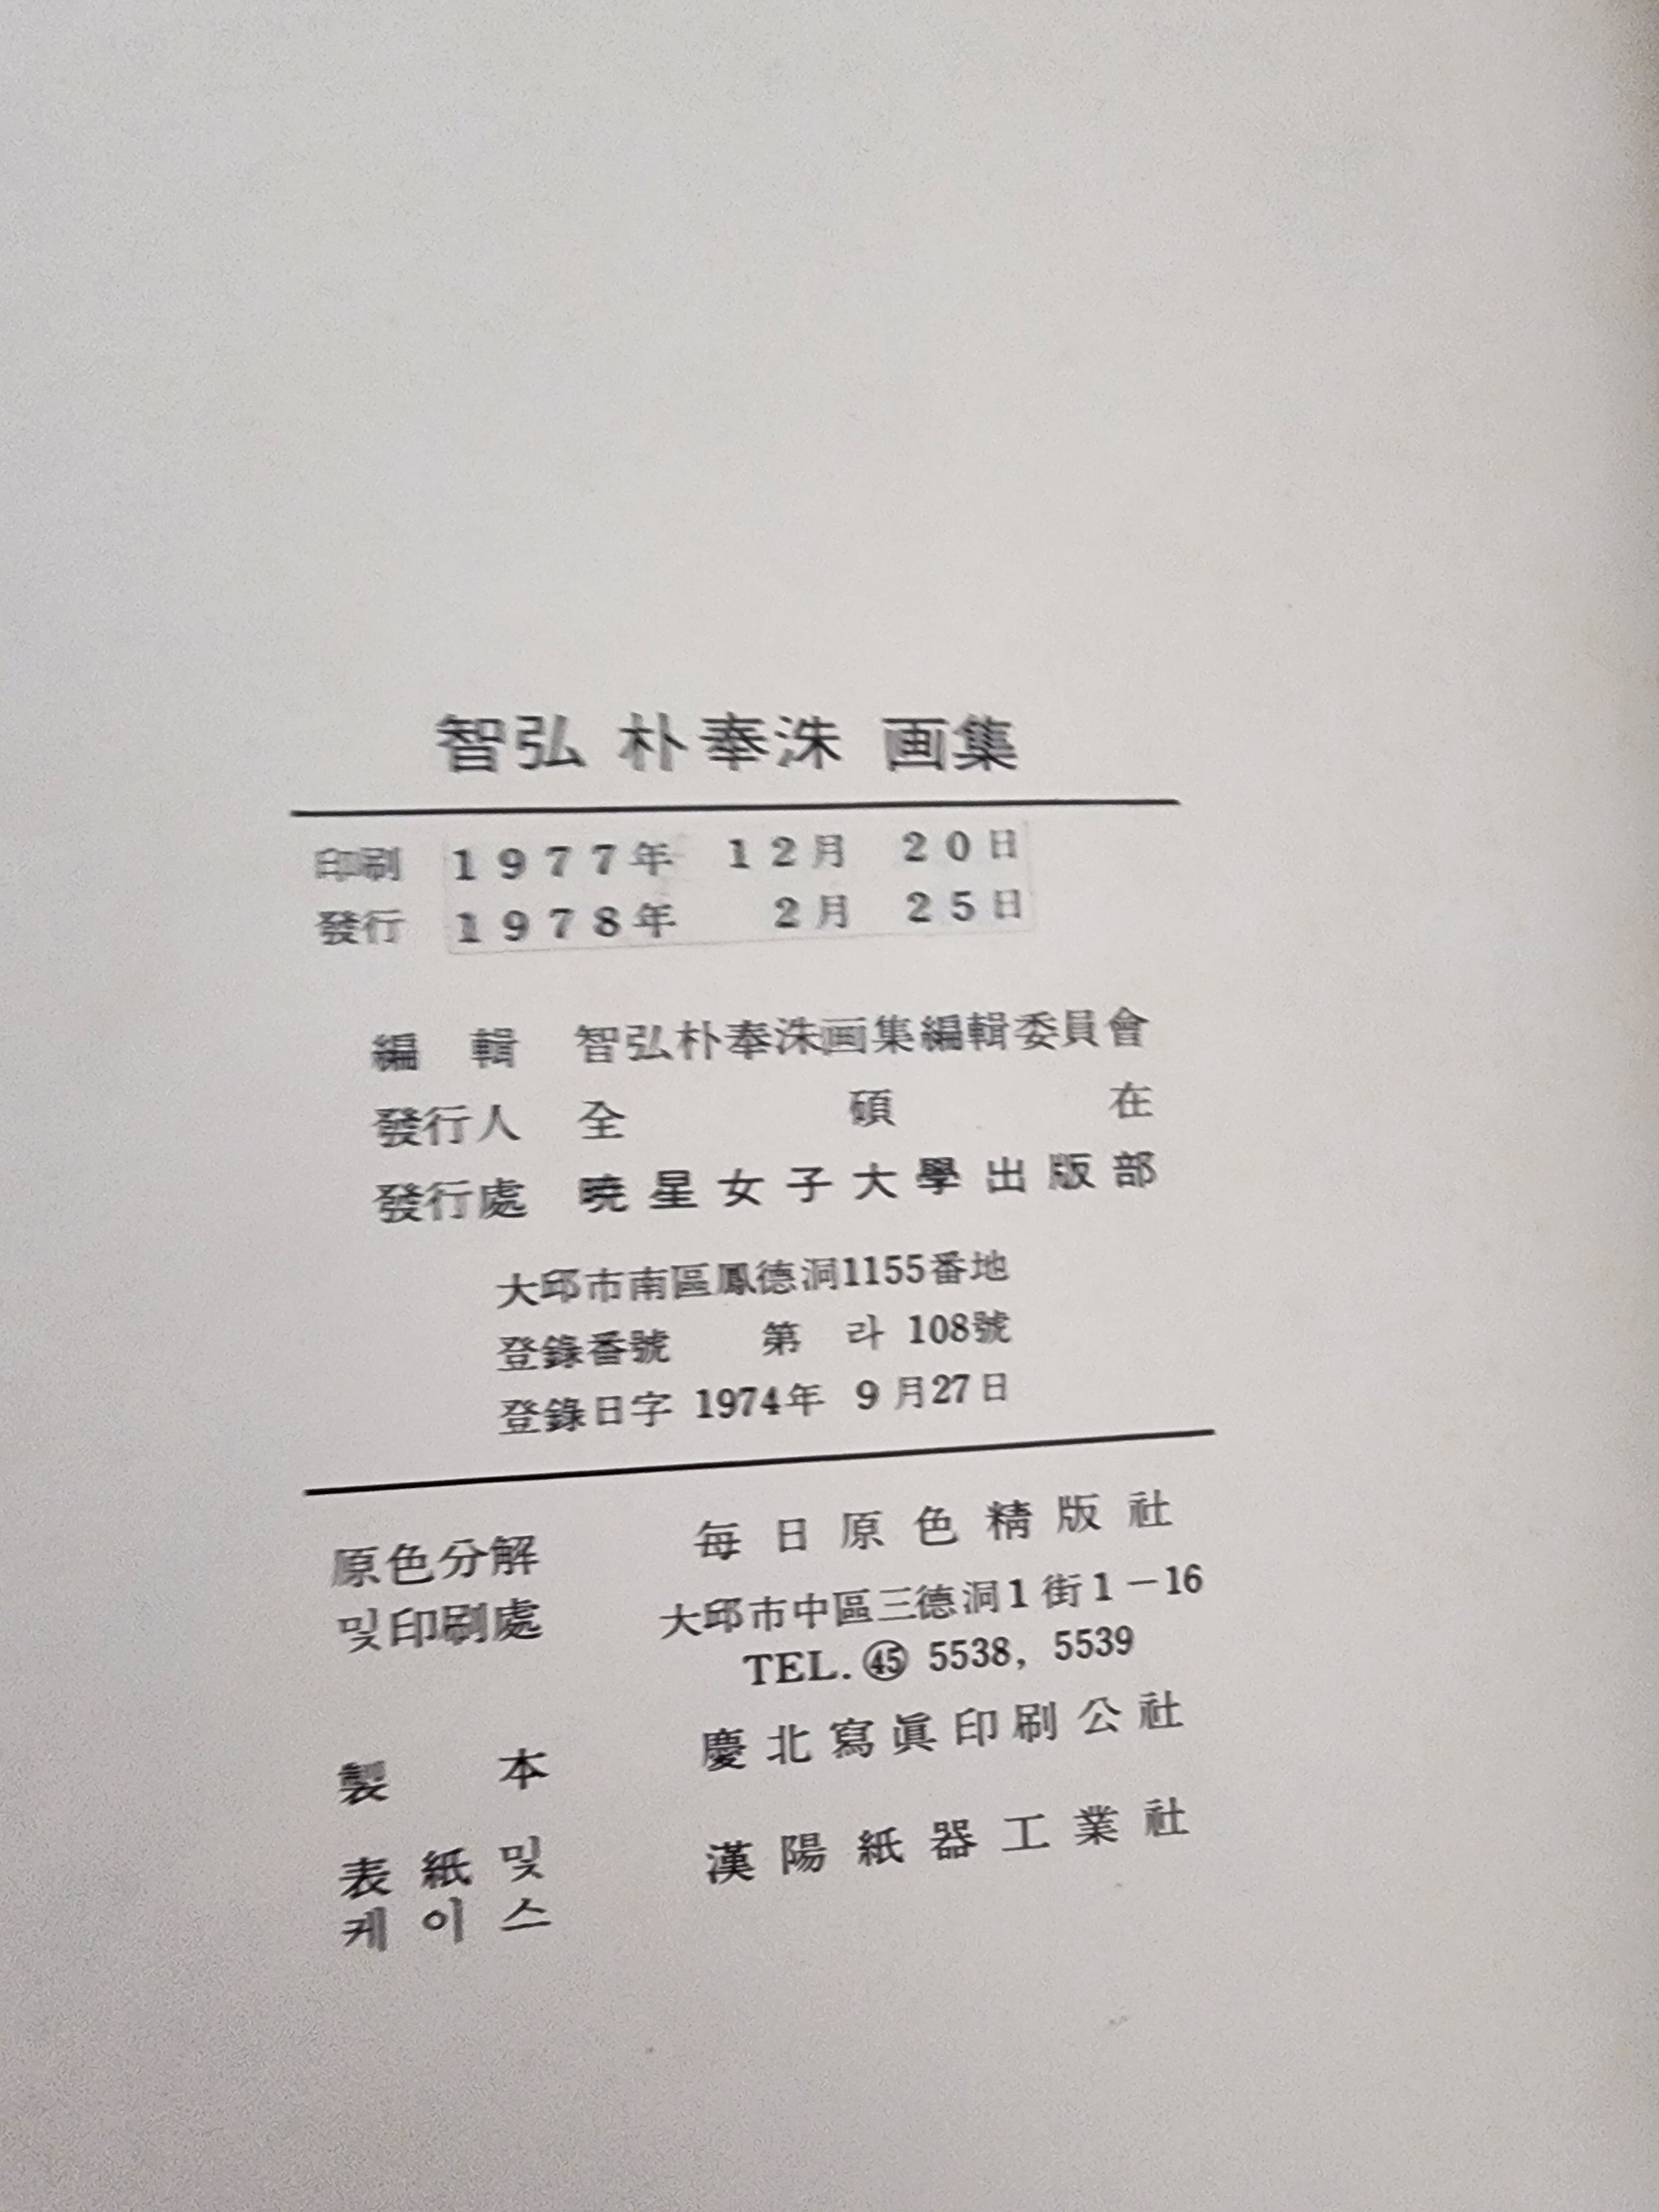 智弘 朴奉洙 画集
印刷 1977年 12月 20日
發行 1978年 2月 25日
編輯 智弘朴奉洙画集編輯委員會
發行人 全碩在
發行處 曉星女子大學出版部
大邱市南區鳳德洞1155番地
登錄番號 第 라 108號
登錄日字 1974年 9月27日
原色分解 每日原色精版社
및印刷處 大邱市中區三德洞1街1-16
TEL. ㊺ 5538, 5539
製本 慶北寫眞印刷公社
表紙및 漢陽紙器工業社
케이스